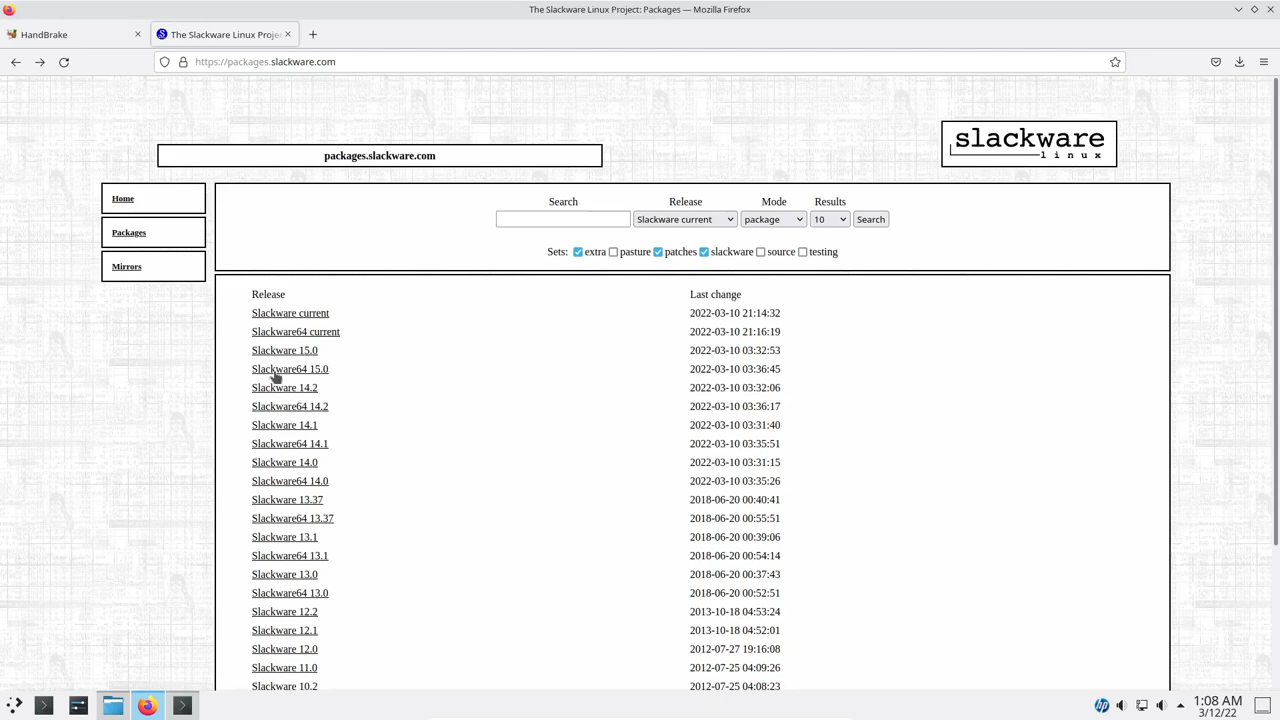 The Slackware Linux Project: Packages — Mozilla Firefox
HandBrake
The Slackware Linux Proje
https://packages.slackware.com
packages.slackware.com
slackware
linux
Home
Packages
Mirrors
Search Release Mode Results
Slackware current package 10 Search
Sets: extra pasture patches slackware source testing
Release Last change
Slackware current 2022-03-10 21:14:32
Slackware64 current 2022-03-10 21:16:19
Slackware 15.0 2022-03-10 03:32:53
Slackware64 15.0 2022-03-10 03:36:45
Slackware 14.2 2022-03-10 03:32:06
Slackware64 14.2 2022-03-10 03:36:17
Slackware 14.1 2022-03-10 03:31:40
Slackware64 14.1 2022-03-10 03:35:51
Slackware 14.0 2022-03-10 03:31:15
Slackware64 14.0 2022-03-10 03:35:26
Slackware 13.37 2018-06-20 00:40:41
Slackware64 13.37 2018-06-20 00:55:51
Slackware 13.1 2018-06-20 00:39:06
Slackware64 13.1 2018-06-20 00:54:14
Slackware 13.0 2018-06-20 00:37:43
Slackware64 13.0 2018-06-20 00:52:51
Slackware 12.2 2013-10-18 04:53:24
Slackware 12.1 2013-10-18 04:52:01
Slackware 12.0 2012-07-27 19:16:08
Slackware 11.0 2012-07-25 04:09:26
Slackware 10.2 2012-07-25 04:08:23
hp
1:08 AM
3/12/22